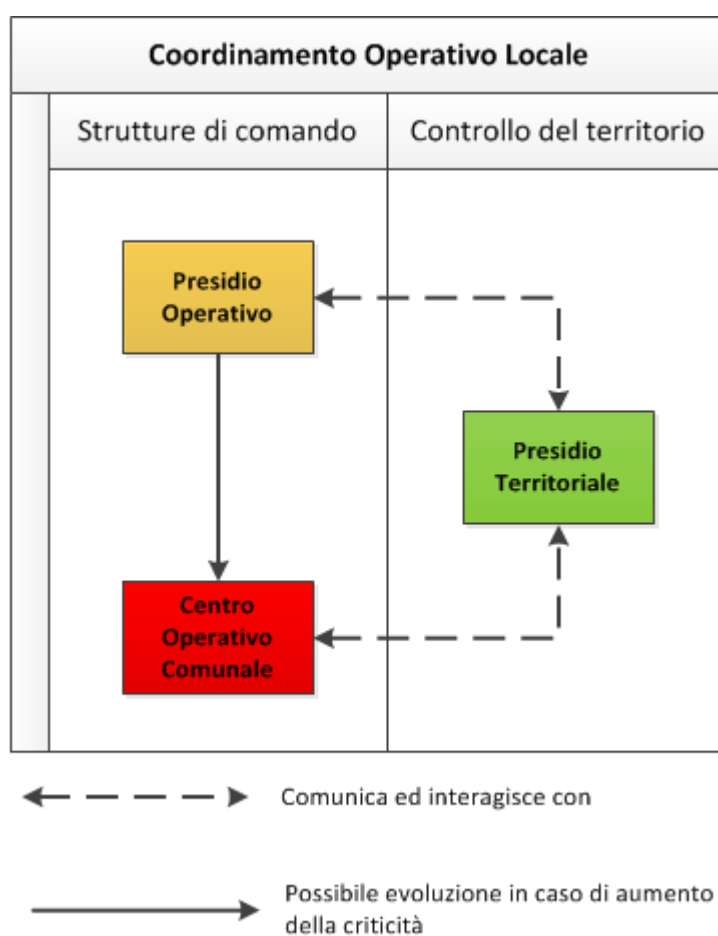 Coordinamento Operativo Locale
Strutture di comando
Controllo del territorio
Presidio
Operativo
Presidio
Territoriale
Centro
Operativo
Comunale
Comunica ed interagisce con
Possibile evoluzione in caso di aumento
della criticità